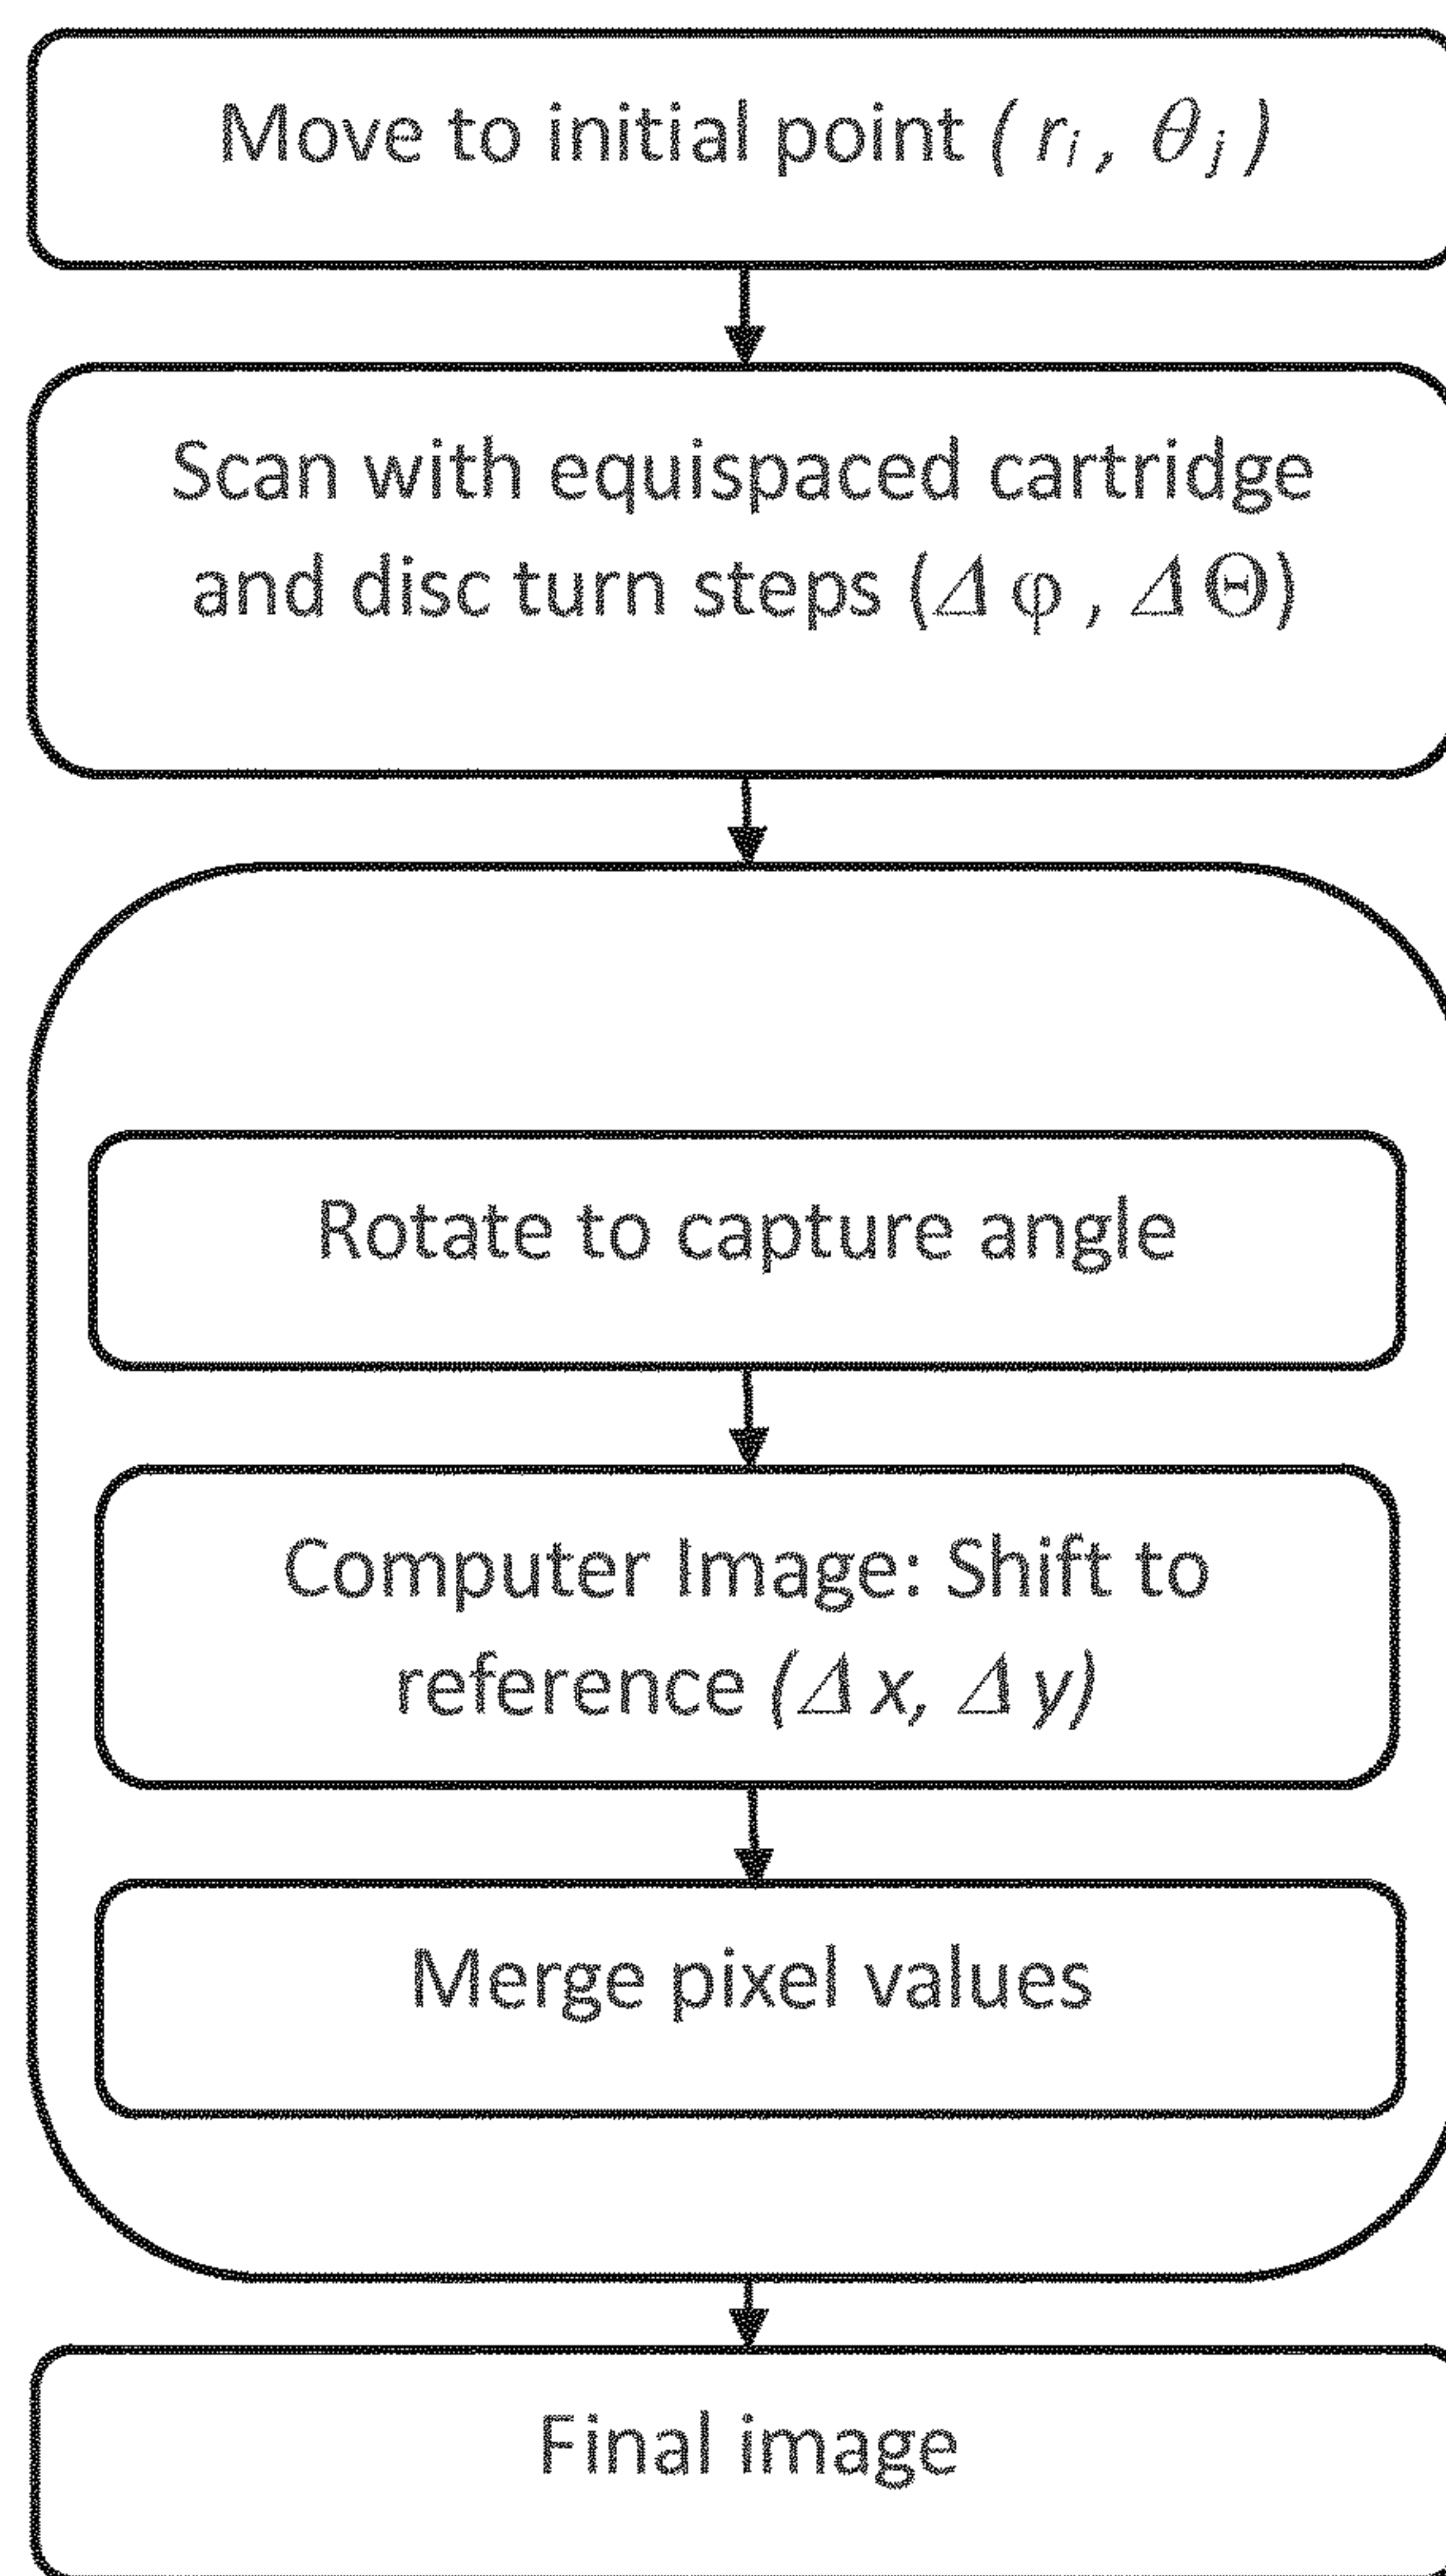 Move to initial point ( rᵢ , θⱼ )
Scan with equispaced cartridge
and disc turn steps (Δ φ , Δ Θ)
Rotate to capture angle
Computer Image: Shift to
reference (Δ x, Δ y)
Merge pixel values
Final image